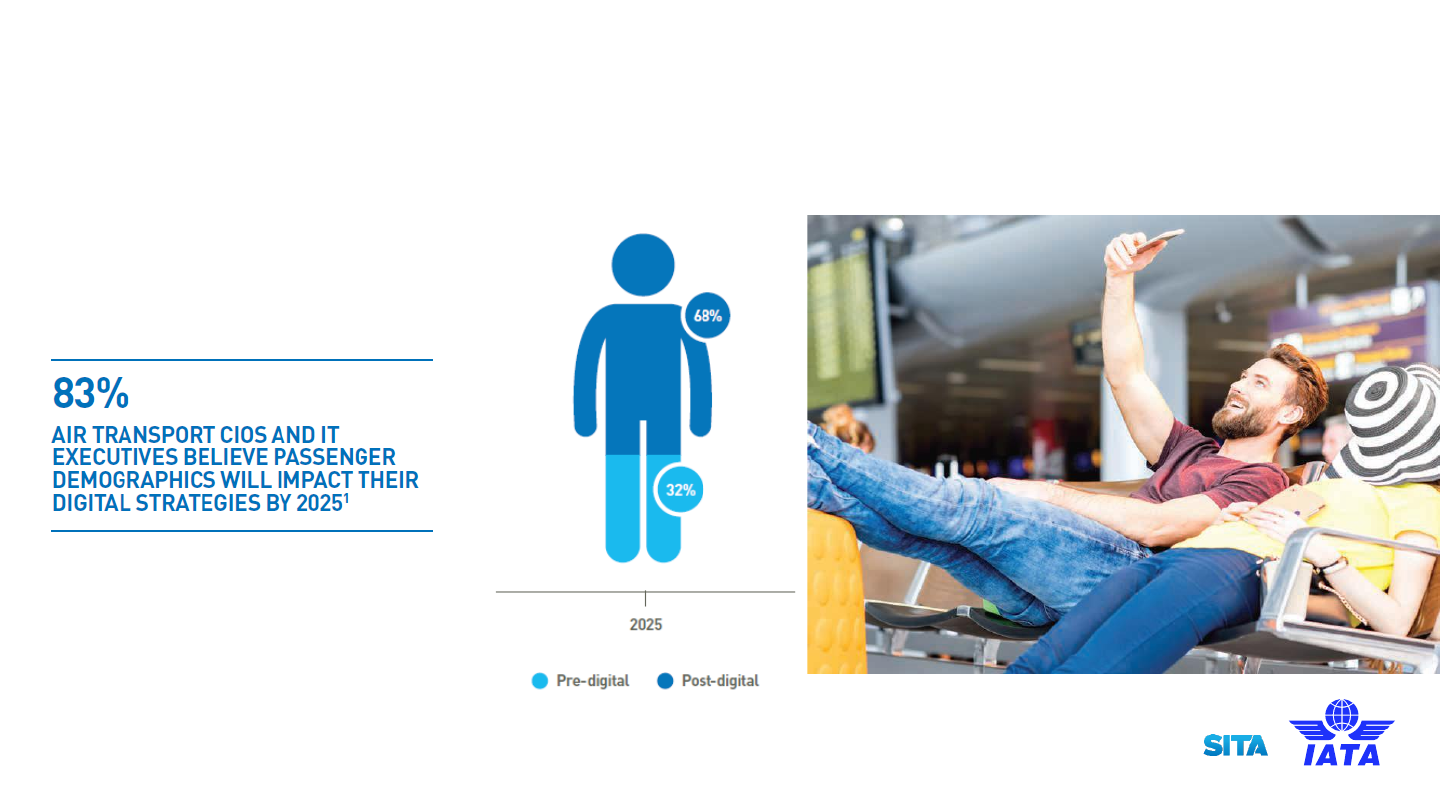 83%
AIR TRANSPORT CIOS AND IT
EXECUTIVES BELIEVE PASSENGER
DEMOGRAPHICS WILL IMPACT THEIR
DIGITAL STRATEGIES BY 2025¹
68%
32%
2025
Pre-digital
Post-digital
SITA
IATA